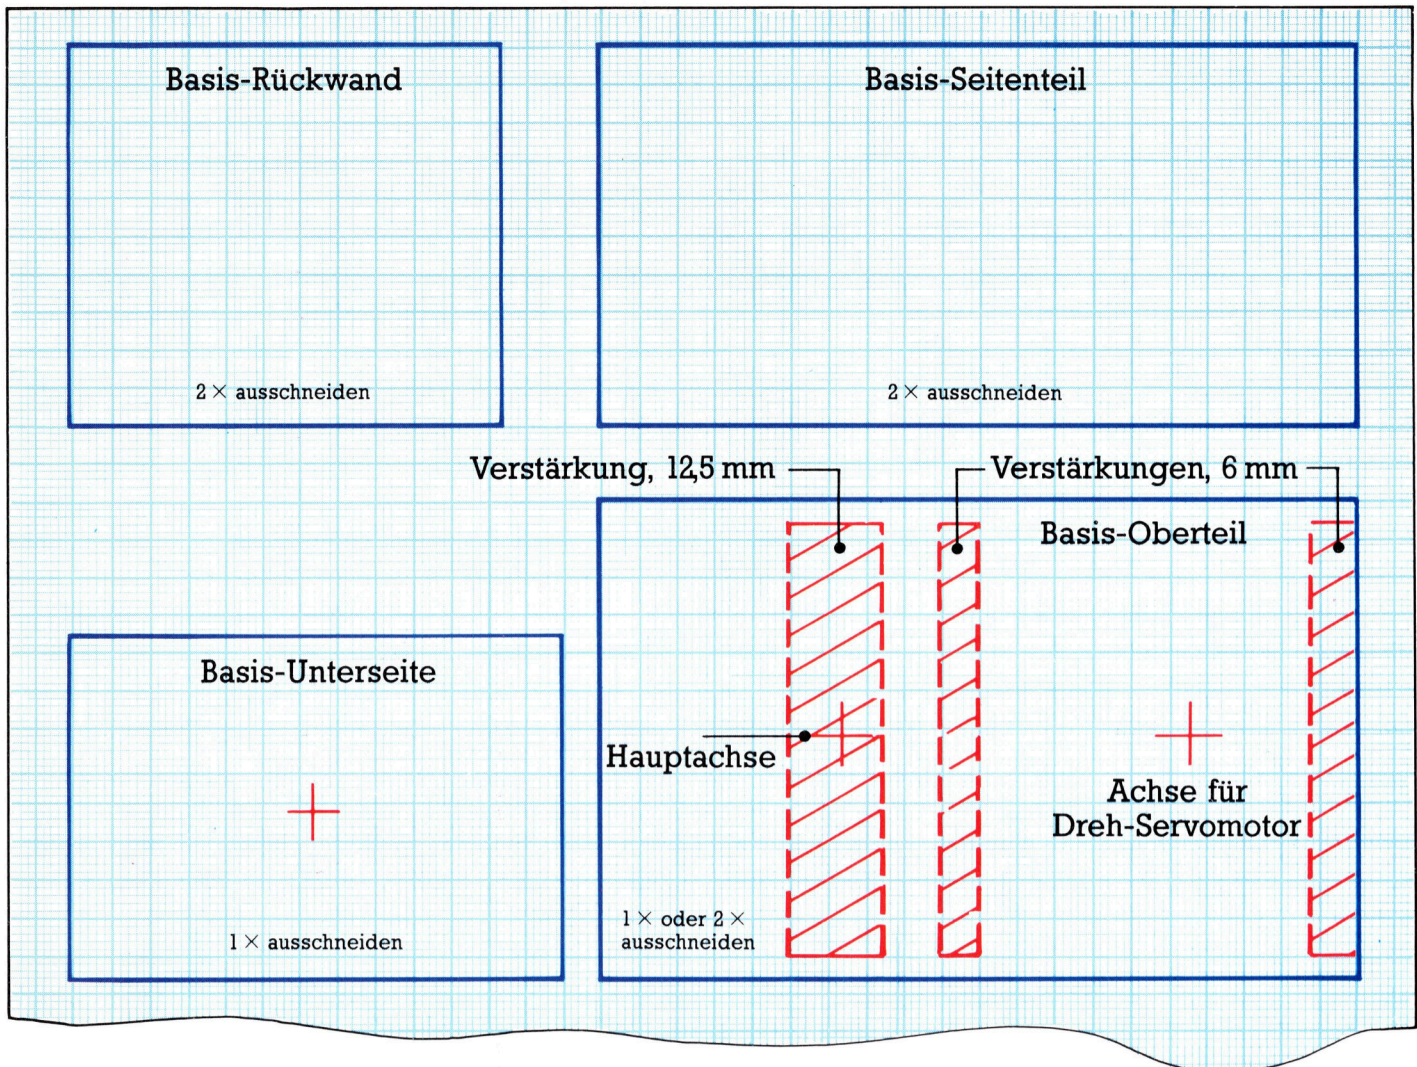 Basis-Rückwand
2 × ausschneiden
Basis-Seitenteil
2 × ausschneiden
Verstärkung, 12,5 mm
Verstärkungen, 6 mm
Basis-Oberteil
Hauptachse
Achse für
Dreh-Servomotor
1 × oder 2 ×
ausschneiden
Basis-Unterseite
1 × ausschneiden